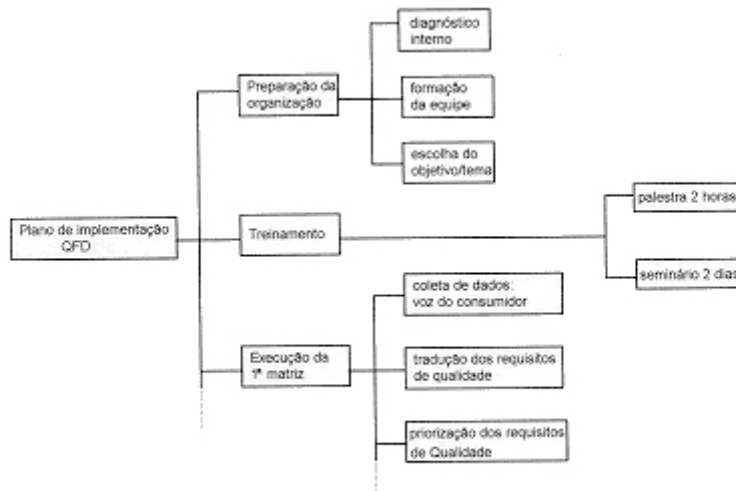 diagnóstico
interno
Preparação da
organização
formação
da equipe
escolha do
objetivo/tema
palestra 2 horas
Plano de implementação
QFD
Treinamento
seminário 2 dias
coleta de dados:
voz do consumidor
Execução da
1ª matriz
tradução dos requisitos
de qualidade
priorização dos requisitos
de Qualidade